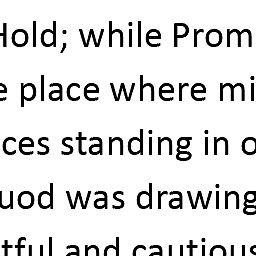 Hold; while Prom
e place where mi
ces standing in o
uod was drawing
tful and cautious